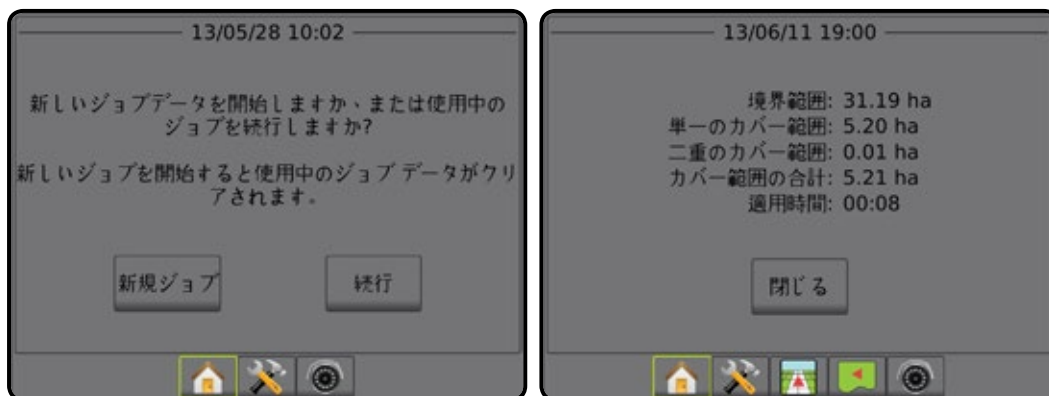 13/05/28 10:02
新しいジョブデータを開始しますか、または使用中の
ジョブを続行しますか?
新しいジョブを開始すると使用中のジョブ データがクリ
アされます。
新規ジョブ
続行
13/06/11 19:00
境界範囲: 31.19 ha
単一のカバー範囲: 5.20 ha
二重のカバー範囲: 0.01 ha
カバー範囲の合計: 5.21 ha
適用時間: 00:08
閉じる